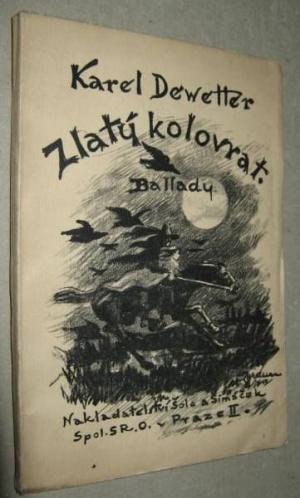 Karel Dewetter
Zlatý kolovrat.
Ballady
Nakladatelství Šolc a Šimáček
Spol. S R. O. v Praze II.